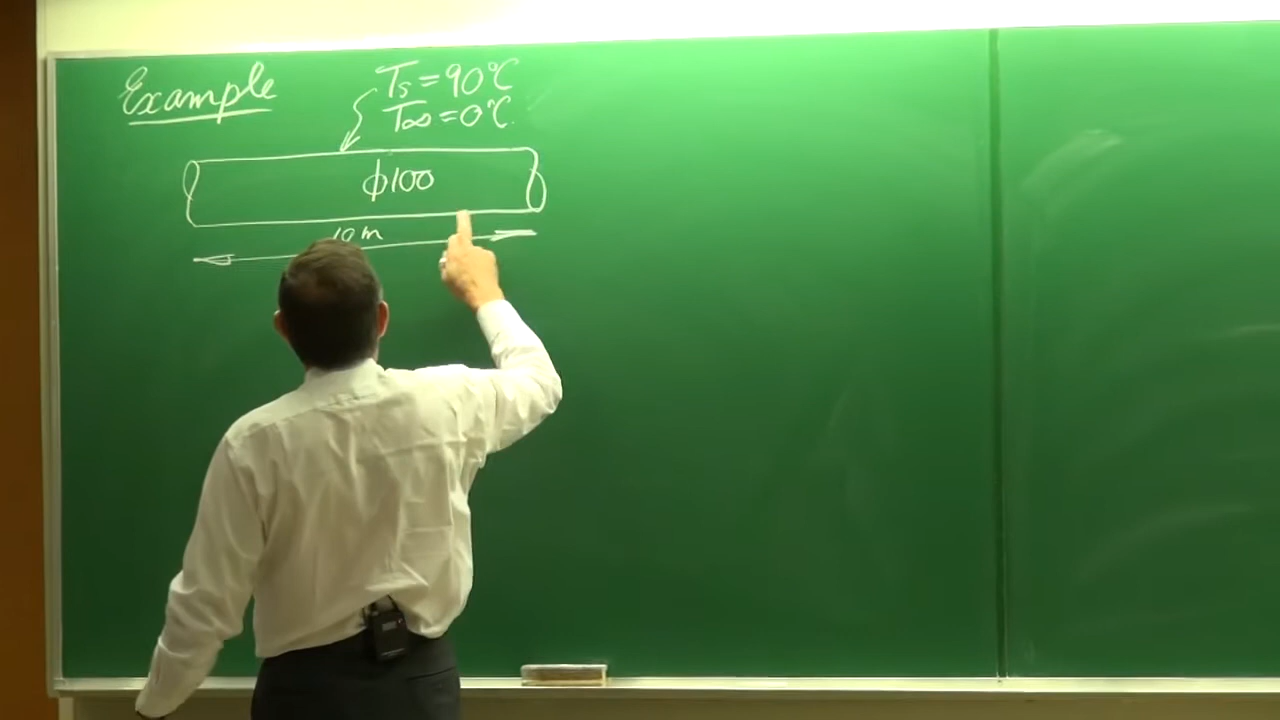 Example
Ts = 90°C
T∞ = 0°C.
ϕ100
10 m